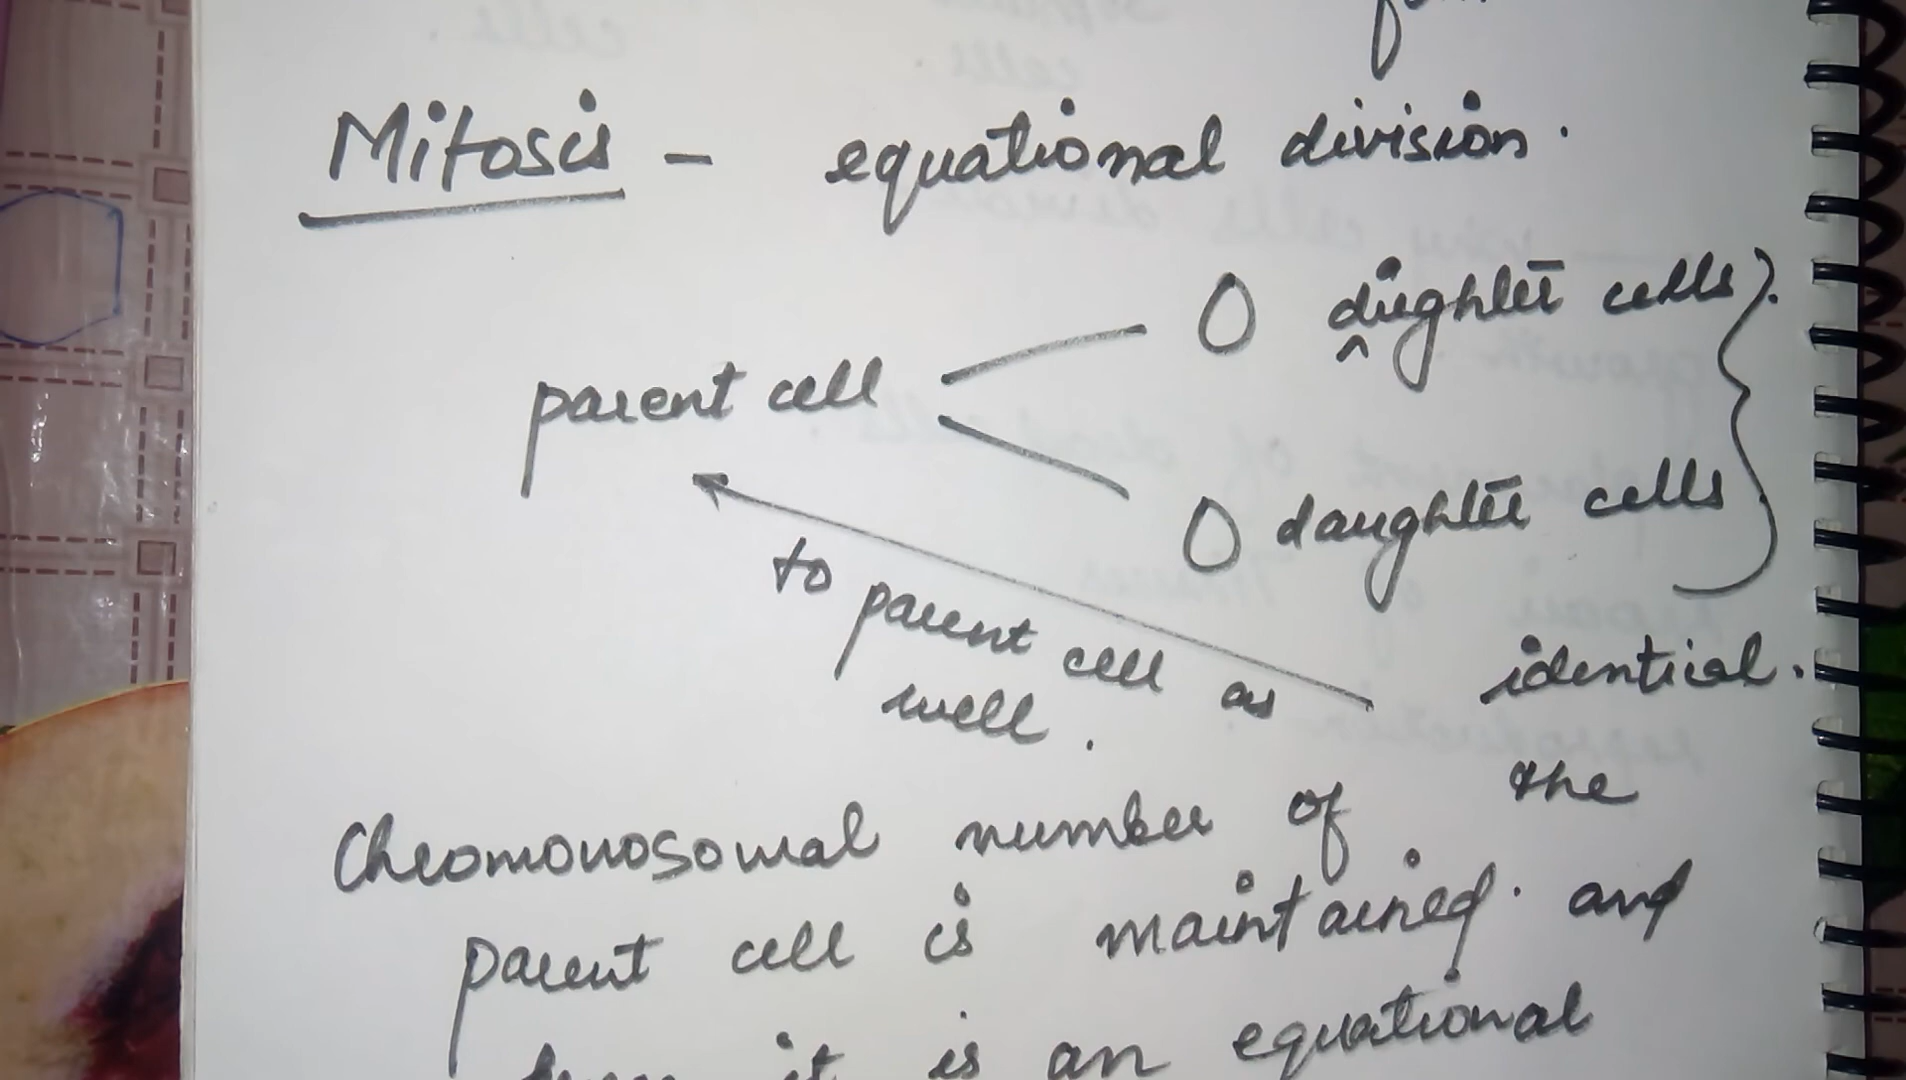 Mitosis - equational division.
O daughter cells
parent cell
O daughter cells
to parent cell as
well.
identical.
Chromonosomal number of the
parent cell is maintained. and
it is an equational